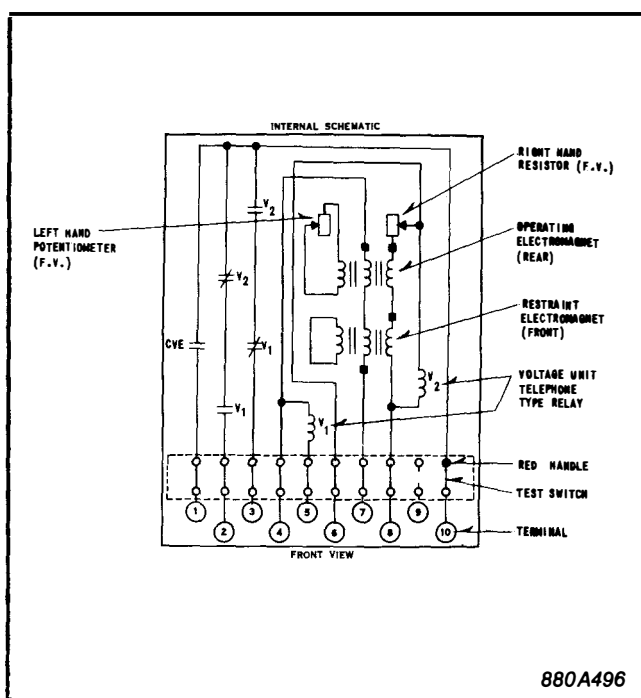 INTERNAL SCHEMATIC
RIGHT HAND
RESISTOR (F.V.)
V2
LEFT HAND
POTENTIOMETER
(F.V.)
OPERATING
ELECTROMAGNET
(REAR)
V2
RESTRAINT
ELECTROMAGNET
(FRONT)
CVE
V1
V2
VOLTAGE UNIT
TELEPHONE
TYPE RELAY
V1
V1
RED HANDLE
TEST SWITCH
1
3
5
7
9
2
4
6
8
10
TERMINAL
FRONT VIEW
880A496